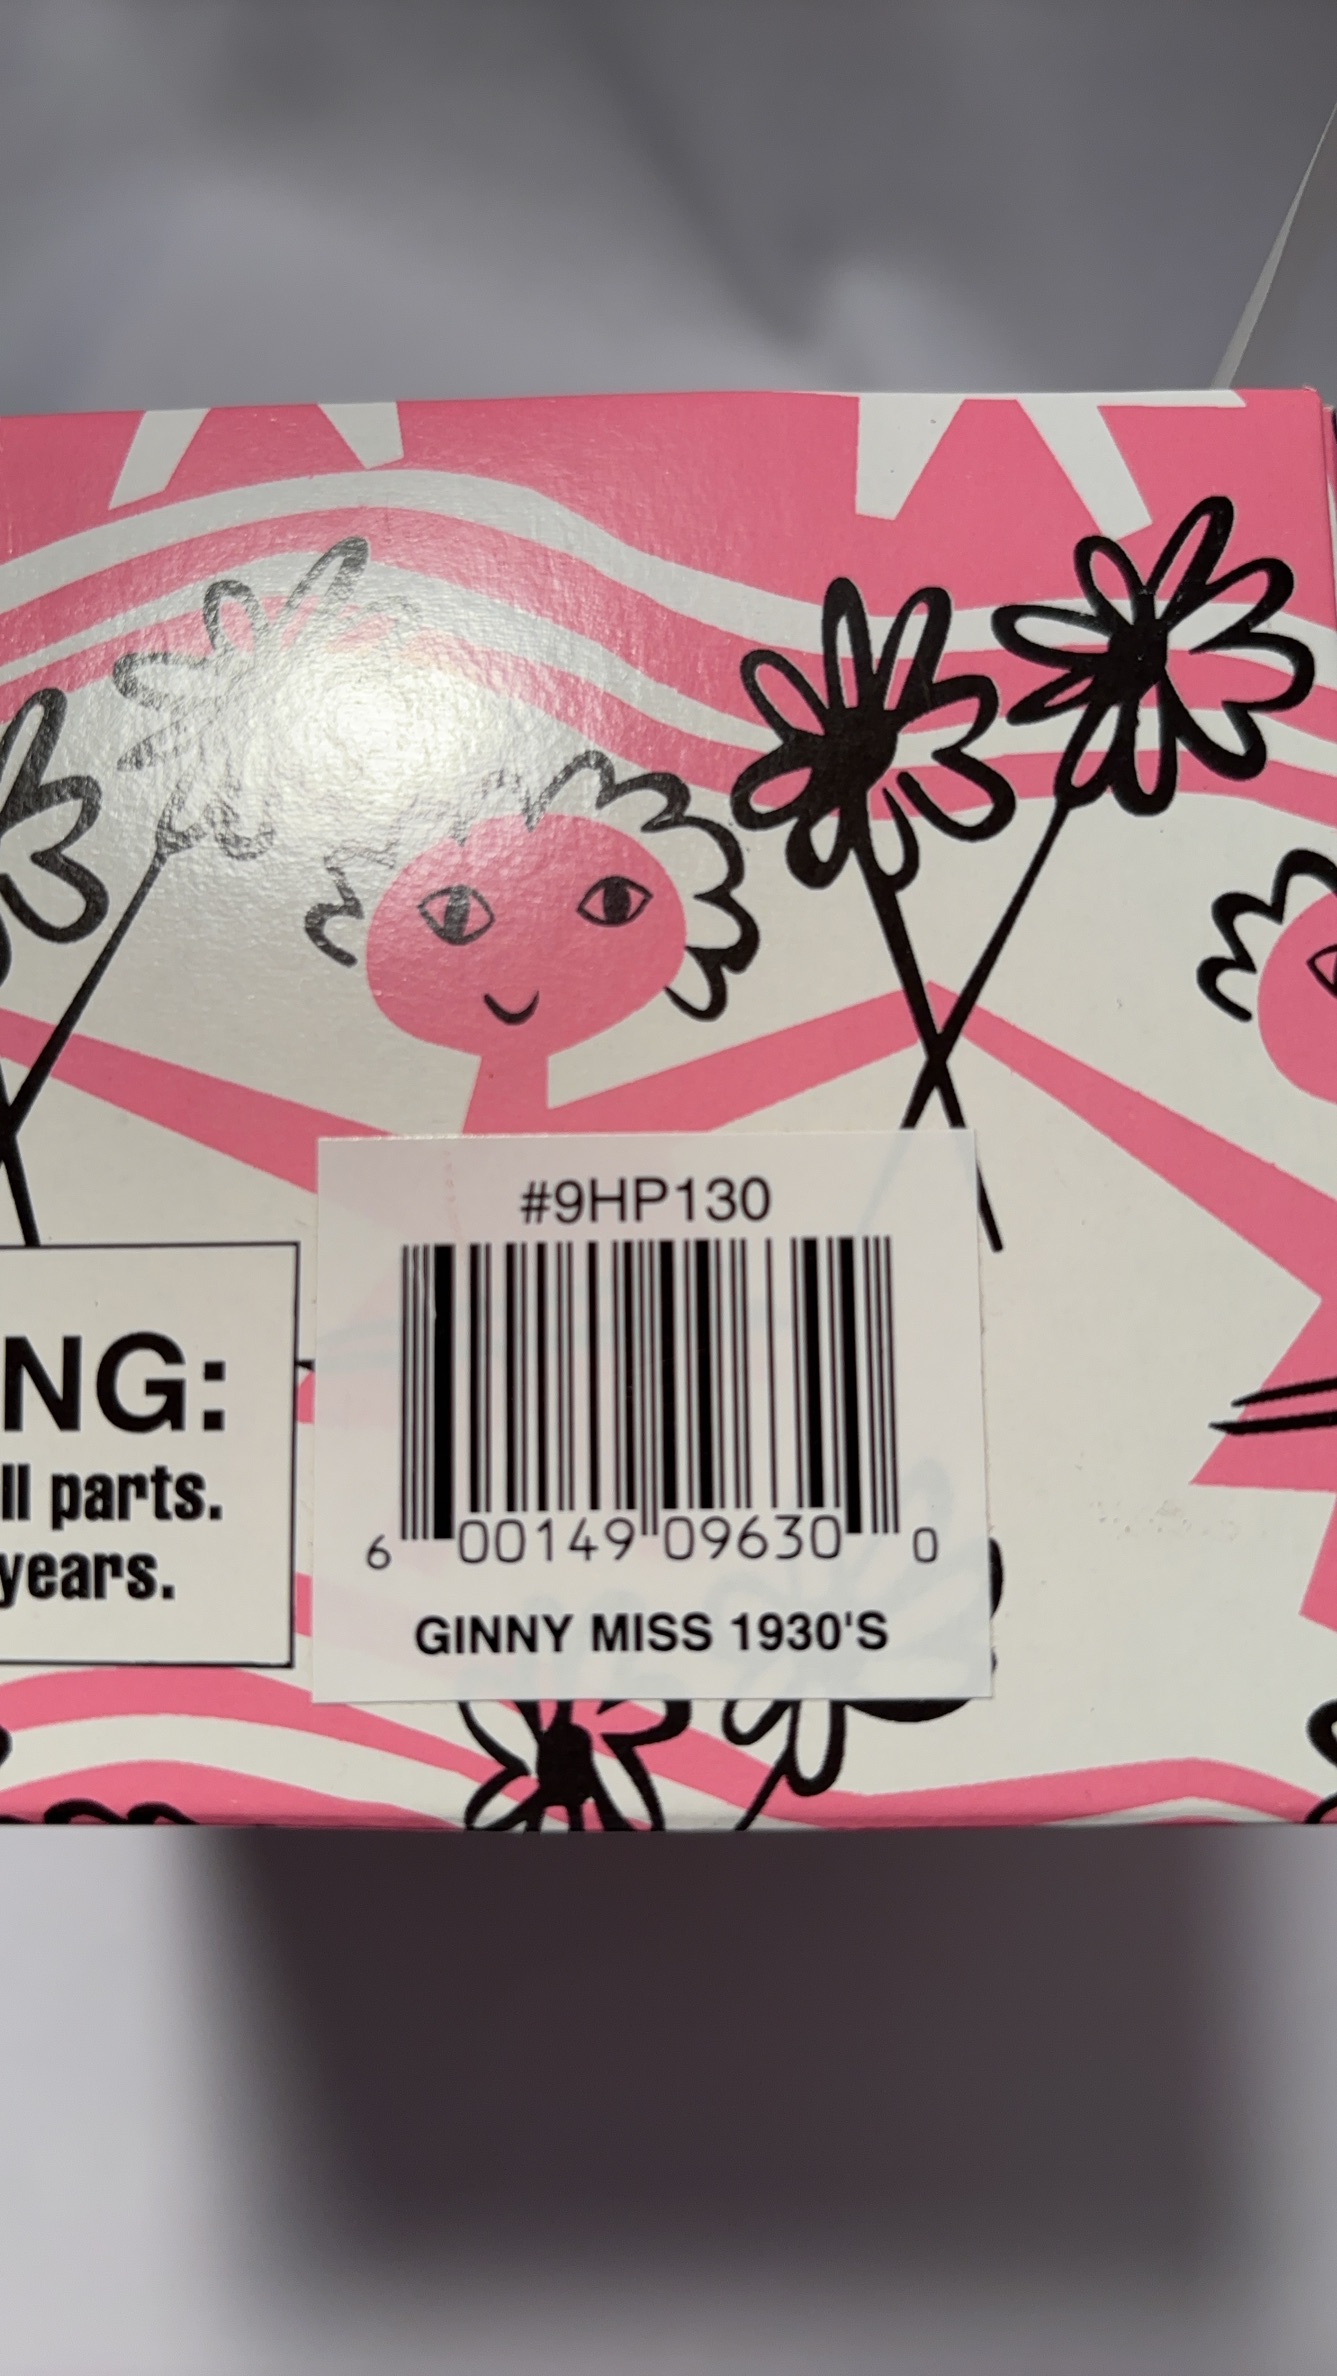 #9HP130
NG:
ll parts.
years.
6 00149 09630 0
GINNY MISS 1930'S